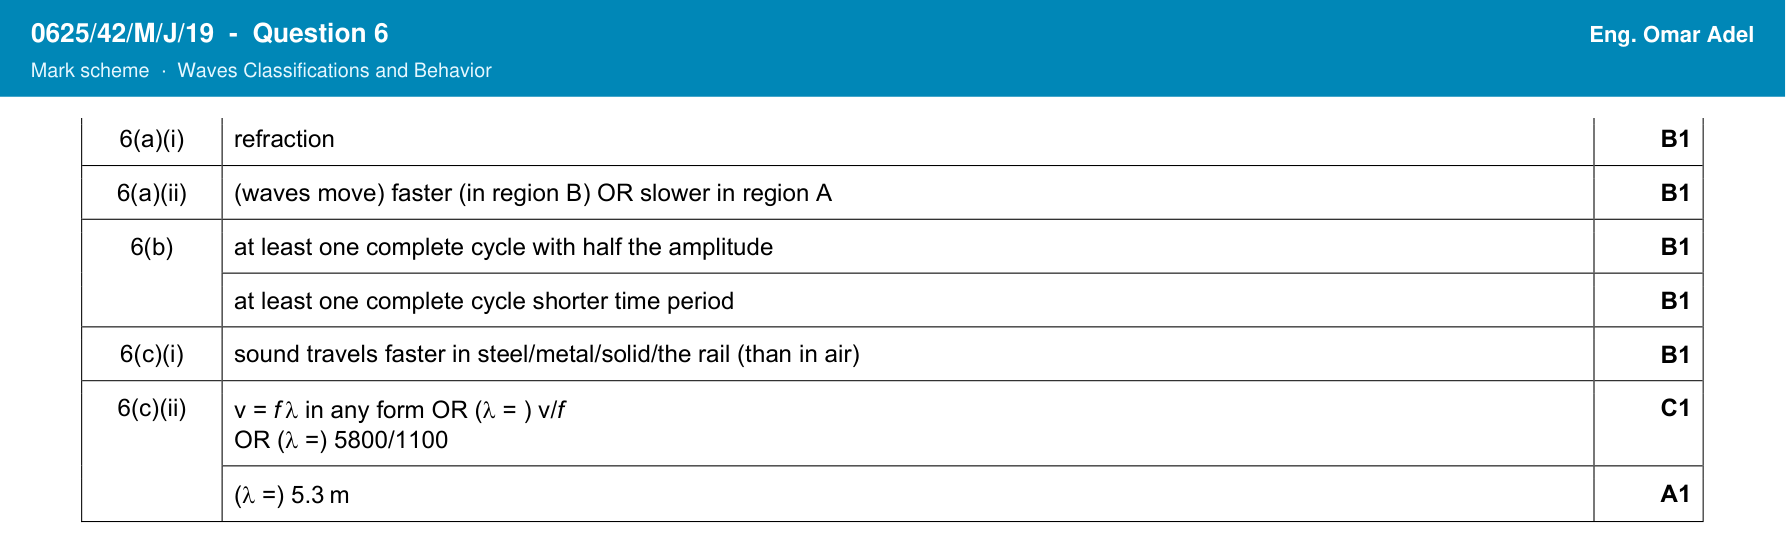 0625/42/M/J/19 - Question 6
Eng. Omar Adel
Mark scheme · Waves Classifications and Behavior
6(a)(i) refraction B1
6(a)(ii) (waves move) faster (in region B) OR slower in region A B1
6(b) at least one complete cycle with half the amplitude B1
at least one complete cycle shorter time period B1
6(c)(i) sound travels faster in steel/metal/solid/the rail (than in air) B1
6(c)(ii) v = fλ in any form OR (λ = ) v/f C1
OR (λ =) 5800/1100
(λ =) 5.3 m A1